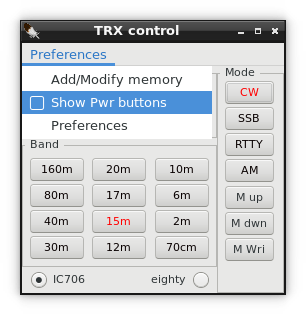 TRX control
Preferences
Add/Modify memory
Show Pwr buttons
Preferences
Mode
CW
SSB
RTTY
AM
M up
M dwn
M Wri
Band
160m 20m 10m
80m 17m 6m
40m 15m 2m
30m 12m 70cm
IC706 eighty